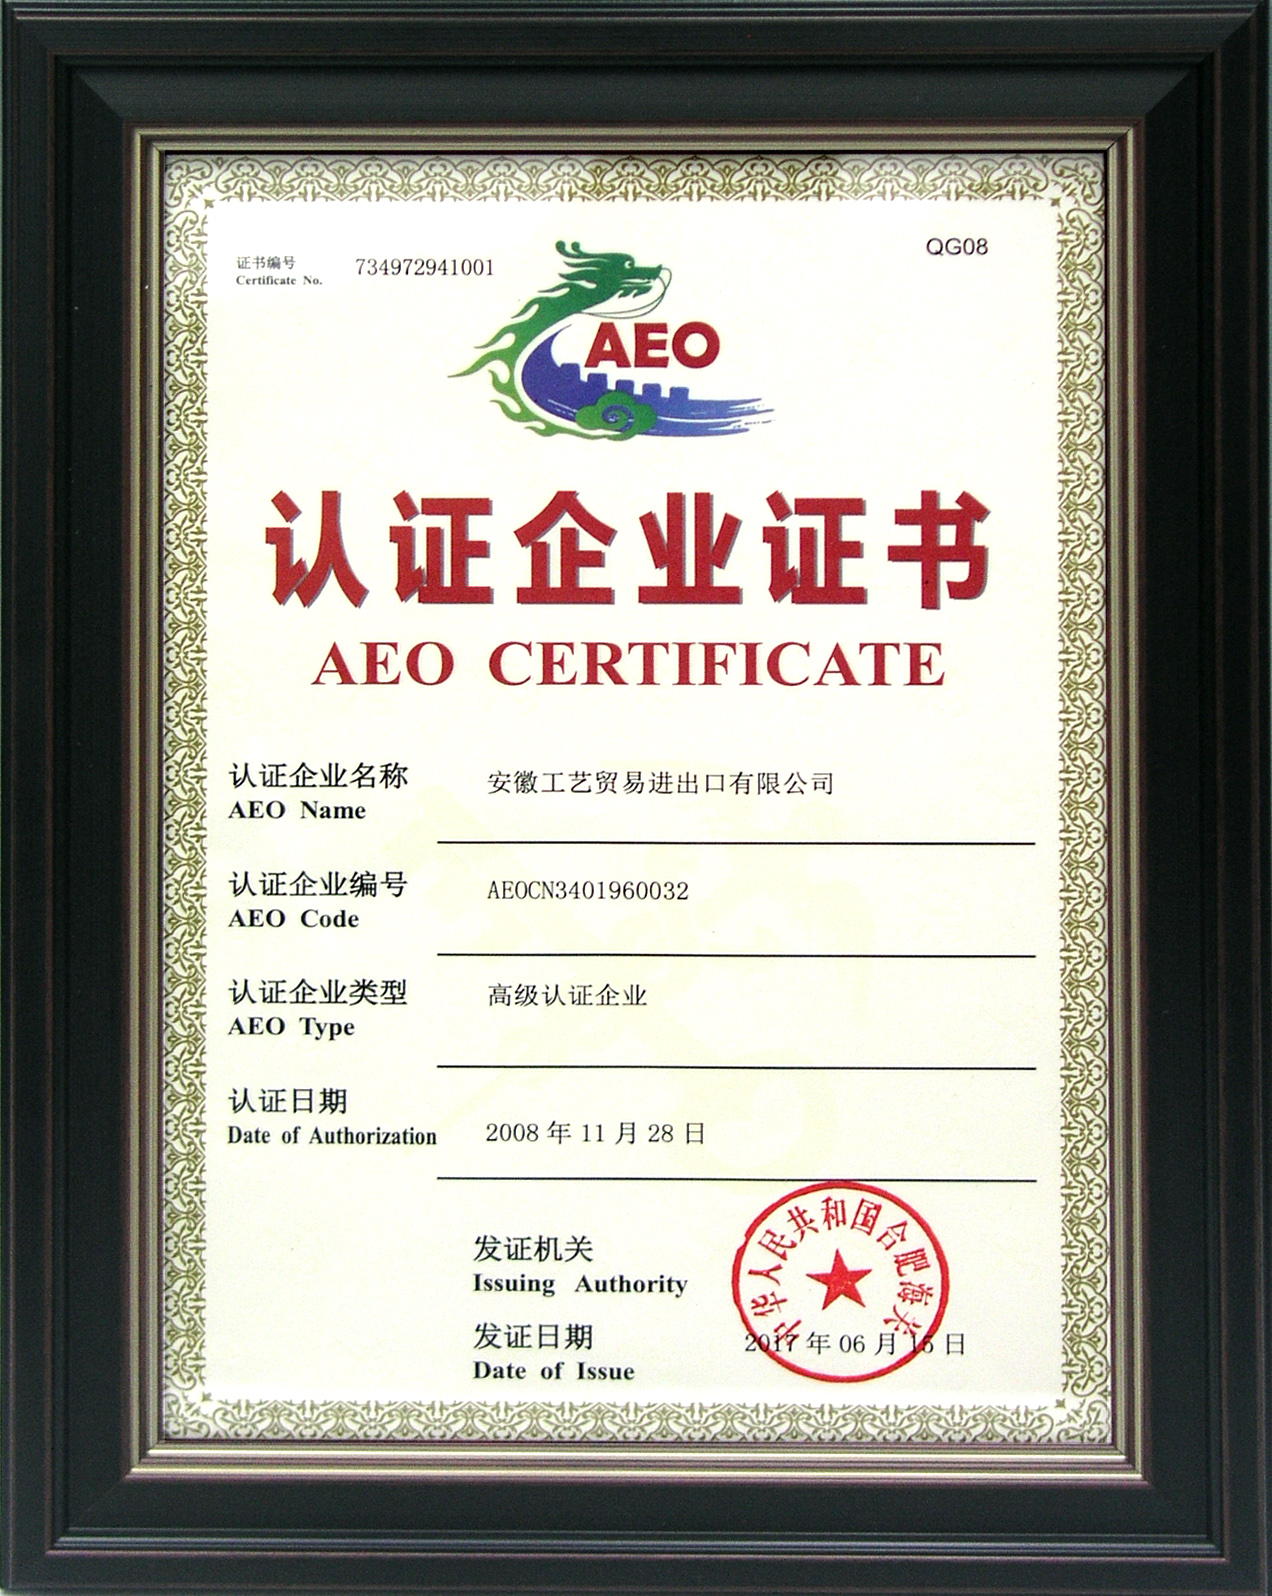 证书编号
Certificate No.
734972941001
QG08
AEO
认证企业证书
AEO CERTIFICATE
认证企业名称
AEO Name
安徽工艺贸易进出口有限公司
认证企业编号
AEO Code
AEOCN3401960032
认证企业类型
AEO Type
高级认证企业
认证日期
Date of Authorization
2008 年 11 月 28 日
发证机关
Issuing Authority
中华人民共和国合肥海关
发证日期
Date of Issue
2017 年 06 月 15 日